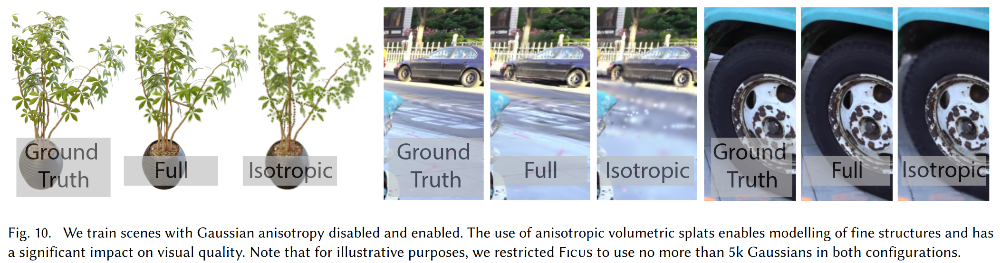 Ground
Truth
Full
Isotropic
Ground
Truth
Full
Isotropic
Ground
Truth
Full
Isotropic
Fig. 10. We train scenes with Gaussian anisotropy disabled and enabled. The use of anisotropic volumetric splats enables modelling of fine structures and has
a significant impact on visual quality. Note that for illustrative purposes, we restricted Ficus to use no more than 5k Gaussians in both configurations.